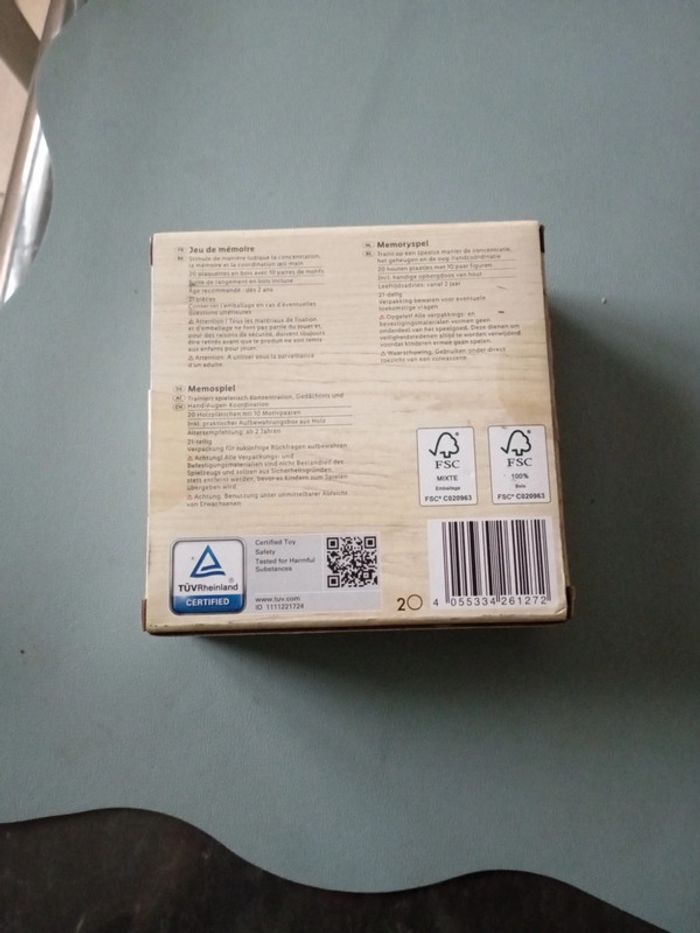 FR Jeu de mémoire
BE Stimule de manière ludique la concentration,
la mémoire et la coordination œil-main
20 plaquettes en bois avec 10 paires de motifs
Boîte de rangement en bois incluse
Âge recommandé : dès 2 ans
21 pièces
Conserver l'emballage en cas d'éventuelles
questions ultérieures
Attention ! Tous les matériaux de fixation
et d'emballage ne font pas partie du jouet et,
pour des raisons de sécurité, doivent toujours
être retirés avant que le produit ne soit remis
aux enfants pour jouer.
Attention. À utiliser sous la surveillance
d'un adulte
NL Memoryspel
BE Traint op een speelse manier de concentratie,
het geheugen en de oog-handcoördinatie
20 houten plaatjes met 10 paar figuren
Incl. handige opbergdoos van hout
Leeftijdsadvies: vanaf 2 jaar
21-delig
Verpakking bewaren voor eventuele
toekomstige vragen
Opgelet! Alle verpakkings- en
bevestigingsmaterialen vormen geen
onderdeel van het speelgoed. Deze dienen om
veiligheidsredenen altijd te worden verwijderd
voordat kinderen ermee gaan spelen.
Waarschuwing. Gebruiken onder direct
toezicht van een volwassene.
DE Memospiel
AT Trainiert spielerisch Konzentration, Gedächtnis und
CH Hand-Augen-Koordination
20 Holzplättchen mit 10 Motivpaaren
Inkl. praktischer Aufbewahrungsbox aus Holz
Altersempfehlung: ab 2 Jahren
21-teilig
Verpackung für zukünftige Rückfragen aufbewahren
Achtung! Alle Verpackungs- und
Befestigungsmaterialien sind nicht Bestandteil des
Spielzeugs und sollten aus Sicherheitsgründen
stets entfernt werden, bevor es Kindern zum Spielen
übergeben wird
Achtung. Benutzung unter unmittelbarer Aufsicht
von Erwachsenen
FSC
MIXTE
Emballage
FSC® C020963
FSC
100%
Bois
FSC® C020963
TÜVRheinland®
CERTIFIED
Certified Toy
Safety
Tested for Harmful
Substances
www.tuv.com
ID 1111221724
20
4 055334 261272